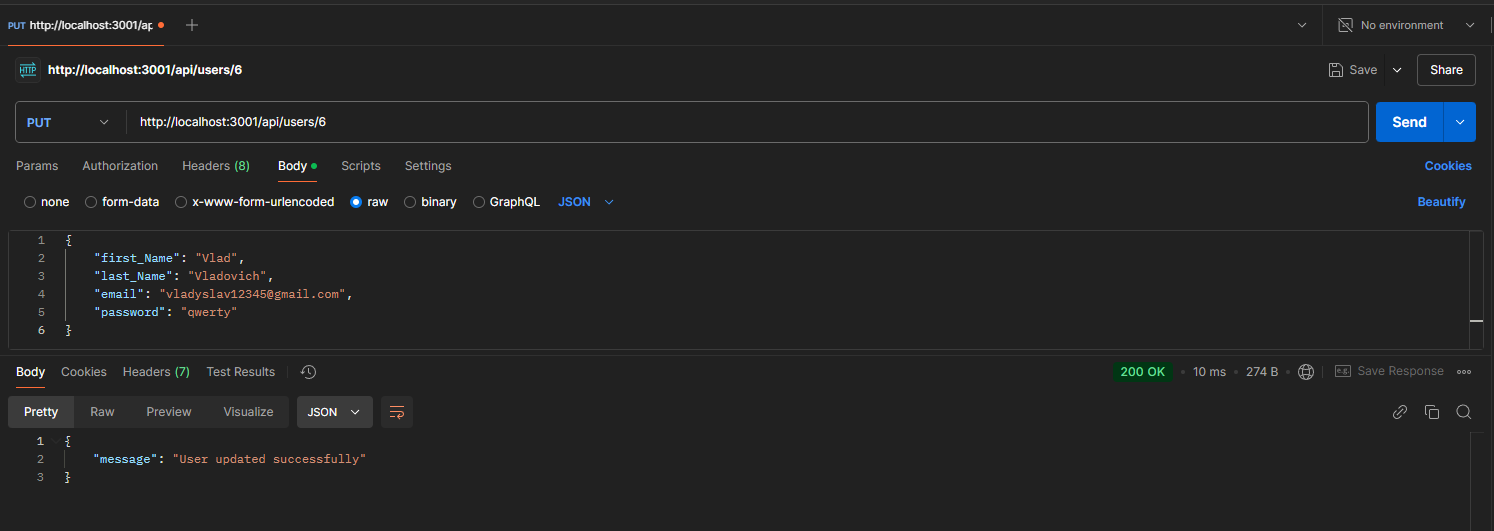 PUT http://localhost:3001/ap
No environment
HTTP http://localhost:3001/api/users/6
Save Share
PUT http://localhost:3001/api/users/6 Send
Params Authorization Headers (8) Body Scripts Settings Cookies
none form-data x-www-form-urlencoded raw binary GraphQL JSON Beautify
1 {
2 "first_Name": "Vlad",
3 "last_Name": "Vladovich",
4 "email": "vladyslav12345@gmail.com",
5 "password": "qwerty"
6 }
Body Cookies Headers (7) Test Results 200 OK • 10 ms • 274 B • e.g. Save Response
Pretty Raw Preview Visualize JSON
1 {
2 "message": "User updated successfully"
3 }